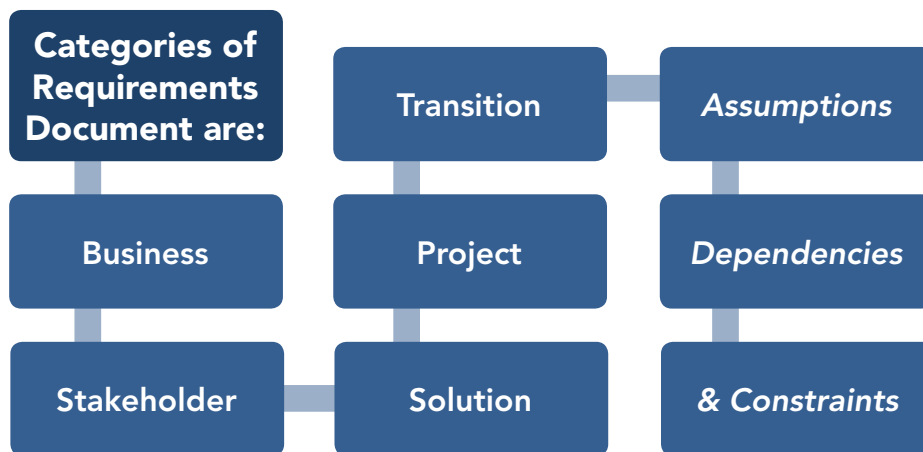 Categories of
Requirements
Document are:
Business
Stakeholder
Solution
Project
Transition
Assumptions
Dependencies
& Constraints